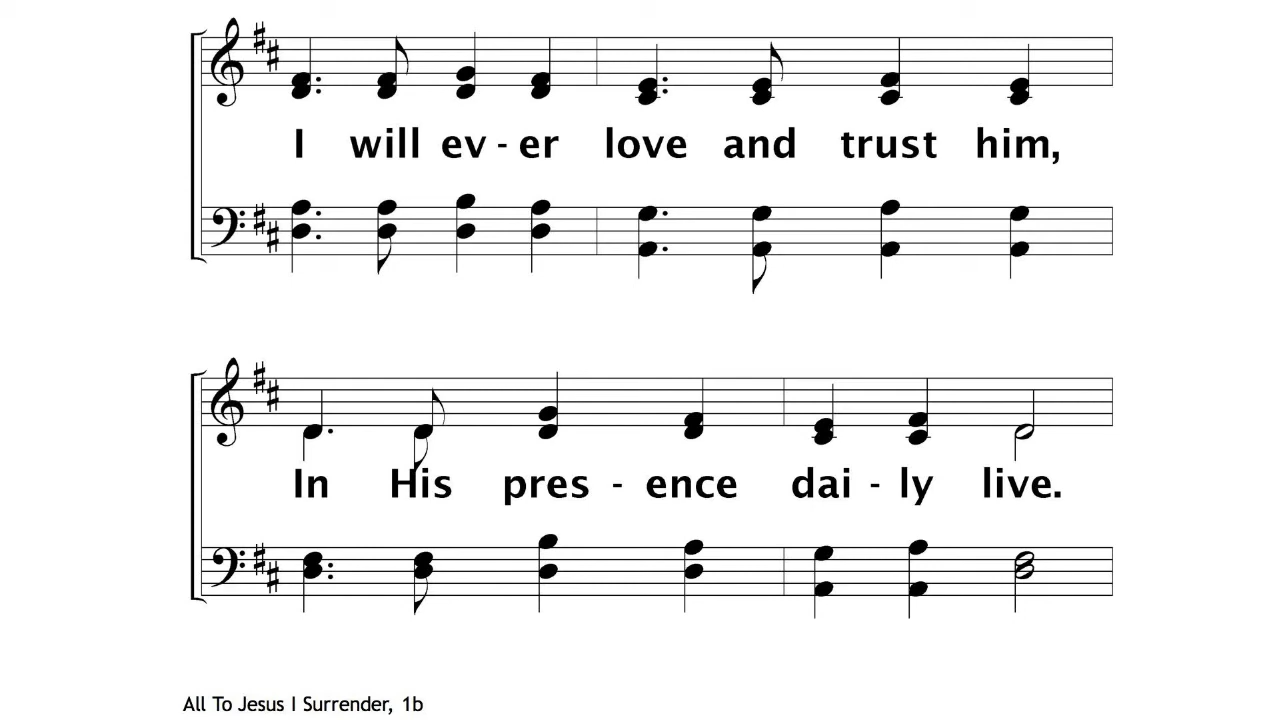 I will ev - er love and trust him,
In His pres - ence dai - ly live.
All To Jesus I Surrender, 1b